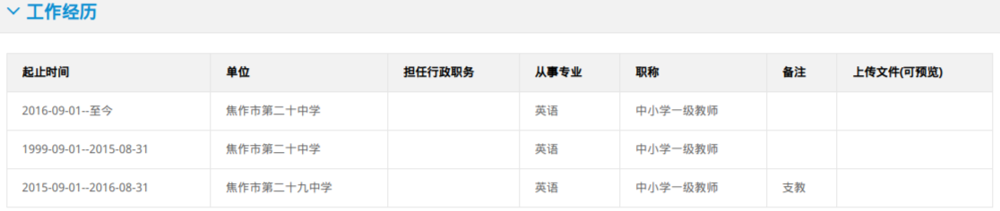 工作经历
起止时间 单位 担任行政职务 从事专业 职称 备注 上传文件(可预览)
2016-09-01--至今 焦作市第二十中学 英语 中小学一级教师
1999-09-01--2015-08-31 焦作市第二十中学 英语 中小学一级教师
2015-09-01--2016-08-31 焦作市第二十九中学 英语 中小学一级教师 支教